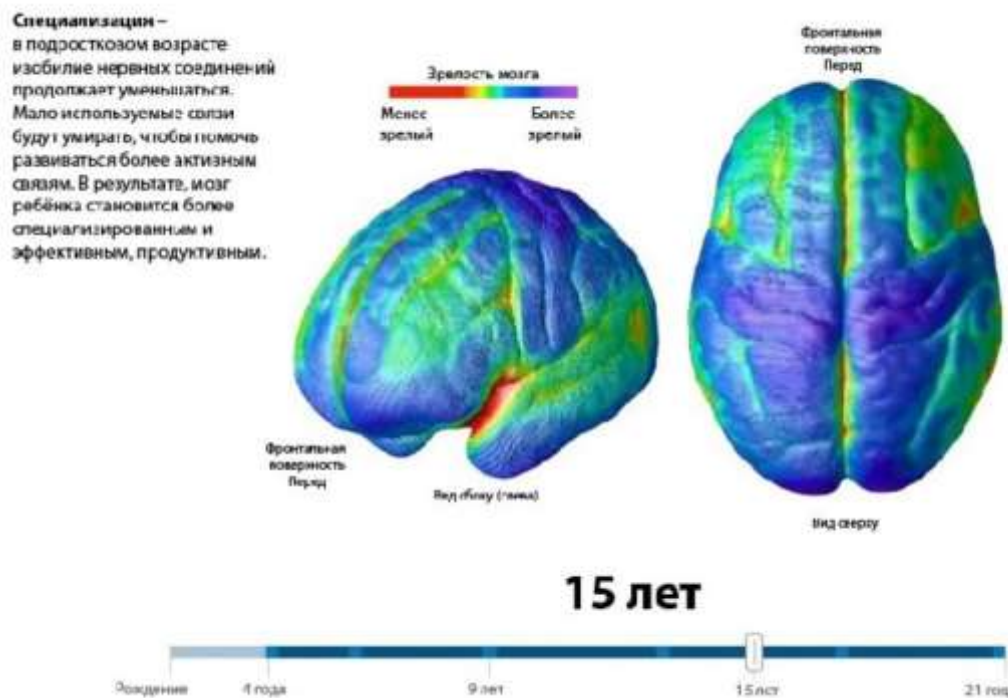 Специализация –
в подростковом возрасте
изобилие нервных соединений
продолжает уменьшаться.
Мало используемые связи
будут умирать, чтобы помочь
развиваться более активным
связям. В результате, мозг
ребёнка становится более
специализированным и
эффективным, продуктивным.
Зрелость мозга
Менее
зрелый
Более
зрелый
Фронтальная
поверхность
Перед
Вид сбоку (слева)
Фронтальная
поверхность
Перед
Вид сверху
15 лет
Рождение
4 года
9 лет
15 лет
21